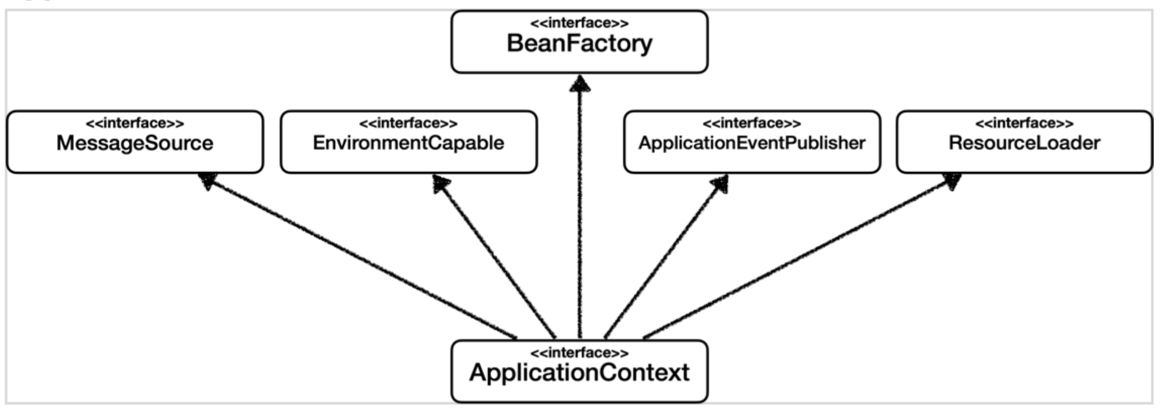 <<interface>>
BeanFactory
<<interface>>
MessageSource
<<interface>>
EnvironmentCapable
<<interface>>
ApplicationEventPublisher
<<interface>>
ResourceLoader
<<interface>>
ApplicationContext